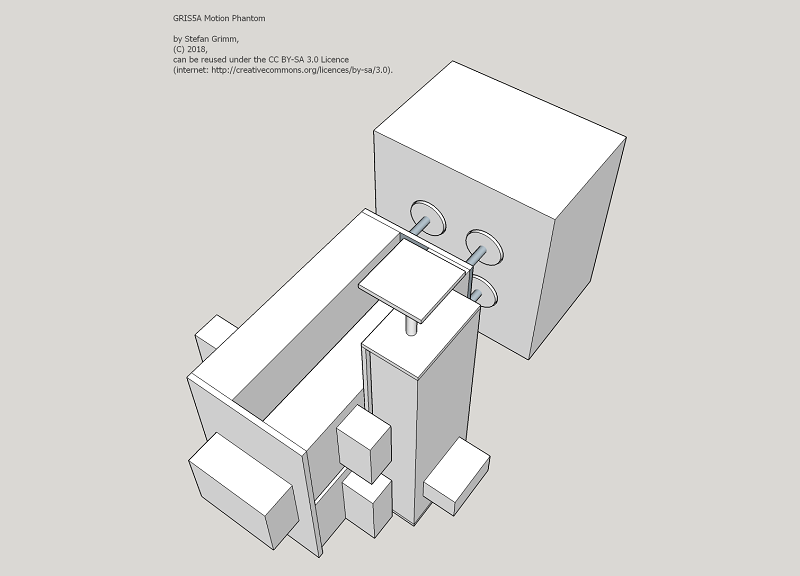 GRIS5A Motion Phantom
by Stefan Grimm,
(C) 2018,
can be reused under the CC BY-SA 3.0 Licence
(internet: http://creativecommons.org/licences/by-sa/3.0).